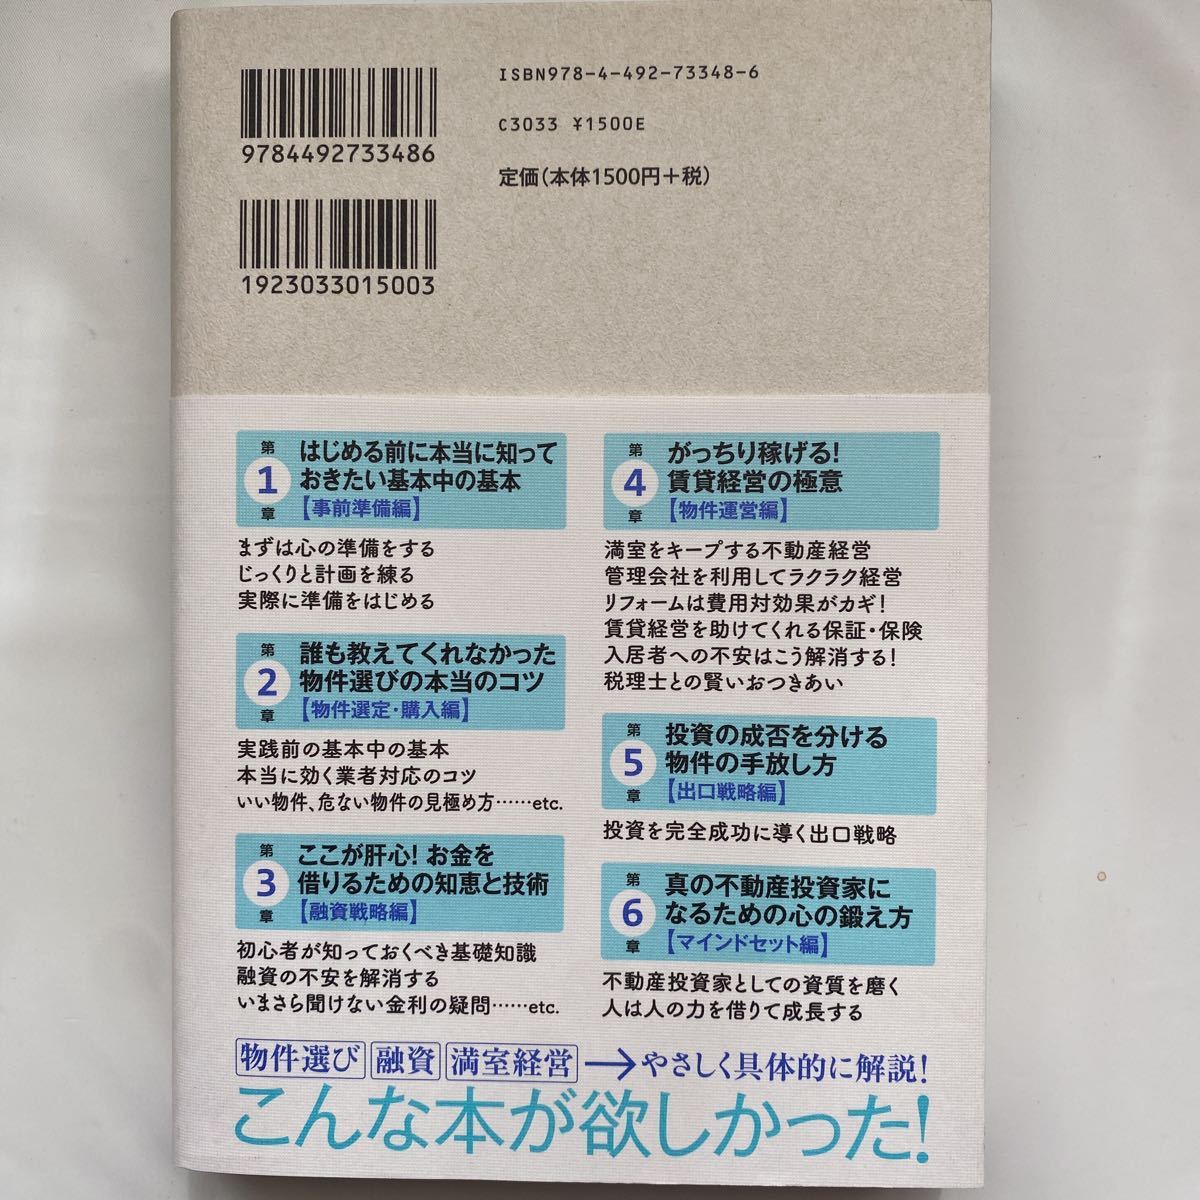 ISBN978-4-492-73348-6
C3033 ¥1500E
定価(本体1500円+税)
9784492733486
1923033015003
第1章
はじめる前に本当に知って
おきたい基本中の基本
【事前準備編】
まずは心の準備をする
じっくりと計画を練る
実際に準備をはじめる
第2章
誰も教えてくれなかった
物件選びの本当のコツ
【物件選定・購入編】
実践前の基本中の基本
本当に効く業者対応のコツ
いい物件、危ない物件の見極め方……etc.
第3章
ここが肝心! お金を
借りるための知恵と技術
【融資戦略編】
初心者が知っておくべき基礎知識
融資の不安を解消する
いまさら聞けない金利の疑問……etc.
第4章
がっちり稼げる!
賃貸経営の極意
【物件運営編】
満室をキープする不動産経営
管理会社を利用してラクラク経営
リフォームは費用対効果がカギ!
賃貸経営を助けてくれる保証・保険
入居者への不安はこう解消する!
税理士との賢いおつきあい
第5章
投資の成否を分ける
物件の手放し方
【出口戦略編】
投資を完全成功に導く出口戦略
第6章
真の不動産投資家に
なるための心の鍛え方
【マインドセット編】
不動産投資家としての資質を磨く
人は人の力を借りて成長する
物件選び 融資 満室経営 →やさしく具体的に解説!
こんな本が欲しかった!